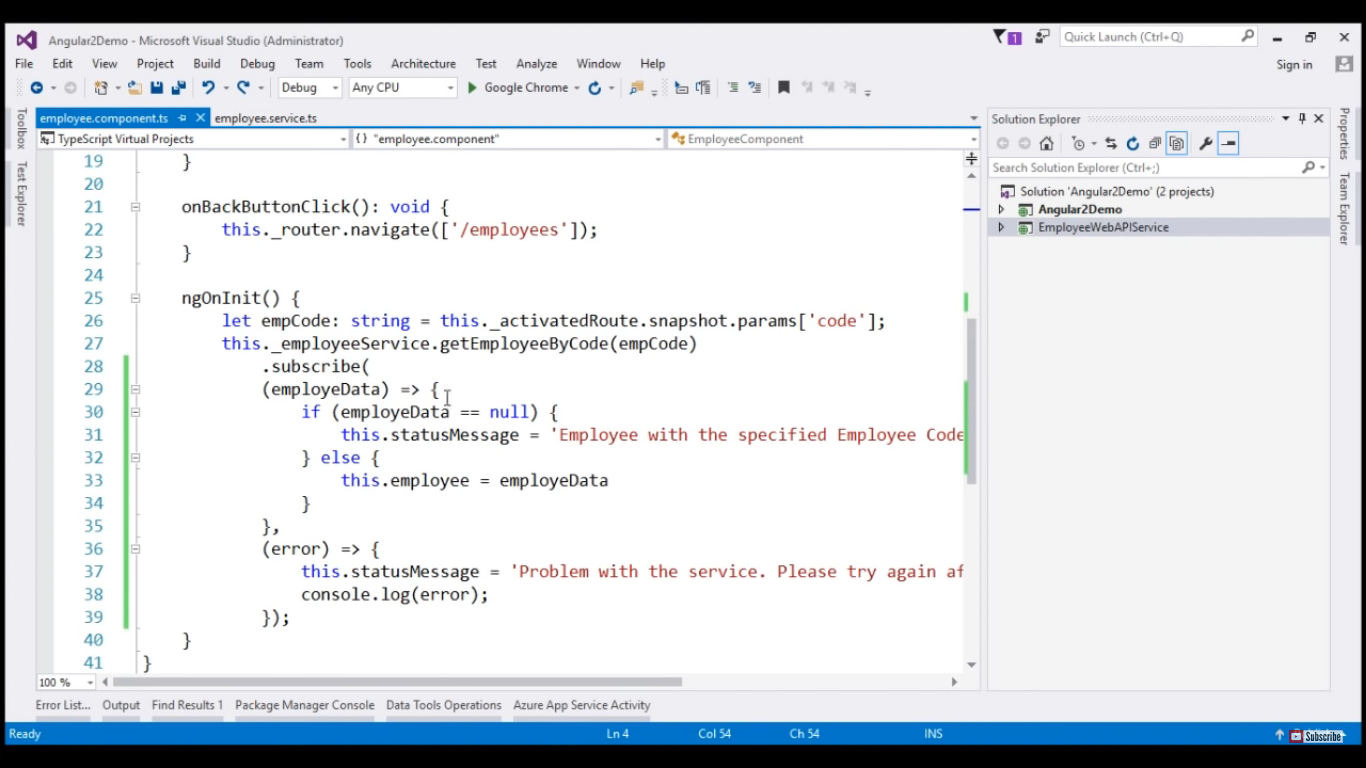 Angular2Demo - Microsoft Visual Studio (Administrator)
1
Quick Launch (Ctrl+Q)
File Edit View Project Build Debug Team Tools Architecture Test Analyze Window Help
Sign in
Debug Any CPU Google Chrome
Toolbox
Test Explorer
employee.component.ts employee.service.ts
TypeScript Virtual Projects {} "employee.component" EmployeeComponent
19 }
20
21 onBackButtonClick(): void {
22 this._router.navigate(['/employees']);
23 }
24
25 ngOnInit() {
26 let empCode: string = this._activatedRoute.snapshot.params['code'];
27 this._employeeService.getEmployeeByCode(empCode)
28 .subscribe(
29 (employeData) => {
30 if (employeData == null) {
31 this.statusMessage = 'Employee with the specified Employee Code
32 } else {
33 this.employee = employeData
34 }
35 },
36 (error) => {
37 this.statusMessage = 'Problem with the service. Please try again af
38 console.log(error);
39 });
40 }
41 }
100 %
Solution Explorer
Search Solution Explorer (Ctrl+;)
Solution 'Angular2Demo' (2 projects)
Angular2Demo
EmployeeWebAPIService
Properties
Team Explorer
Error List... Output Find Results 1 Package Manager Console Data Tools Operations Azure App Service Activity
Ready Ln 4 Col 54 Ch 54 INS
Subscribe